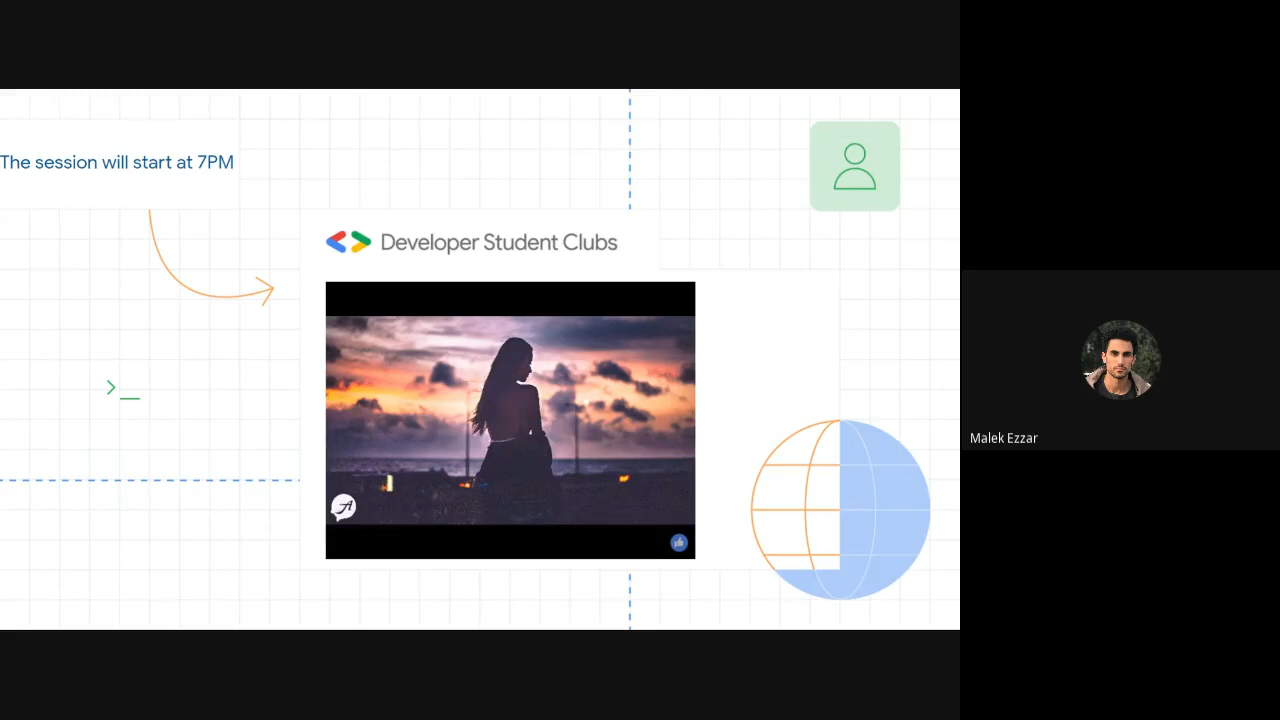 The session will start at 7PM
Developer Student Clubs
>_
A
Malek Ezzar